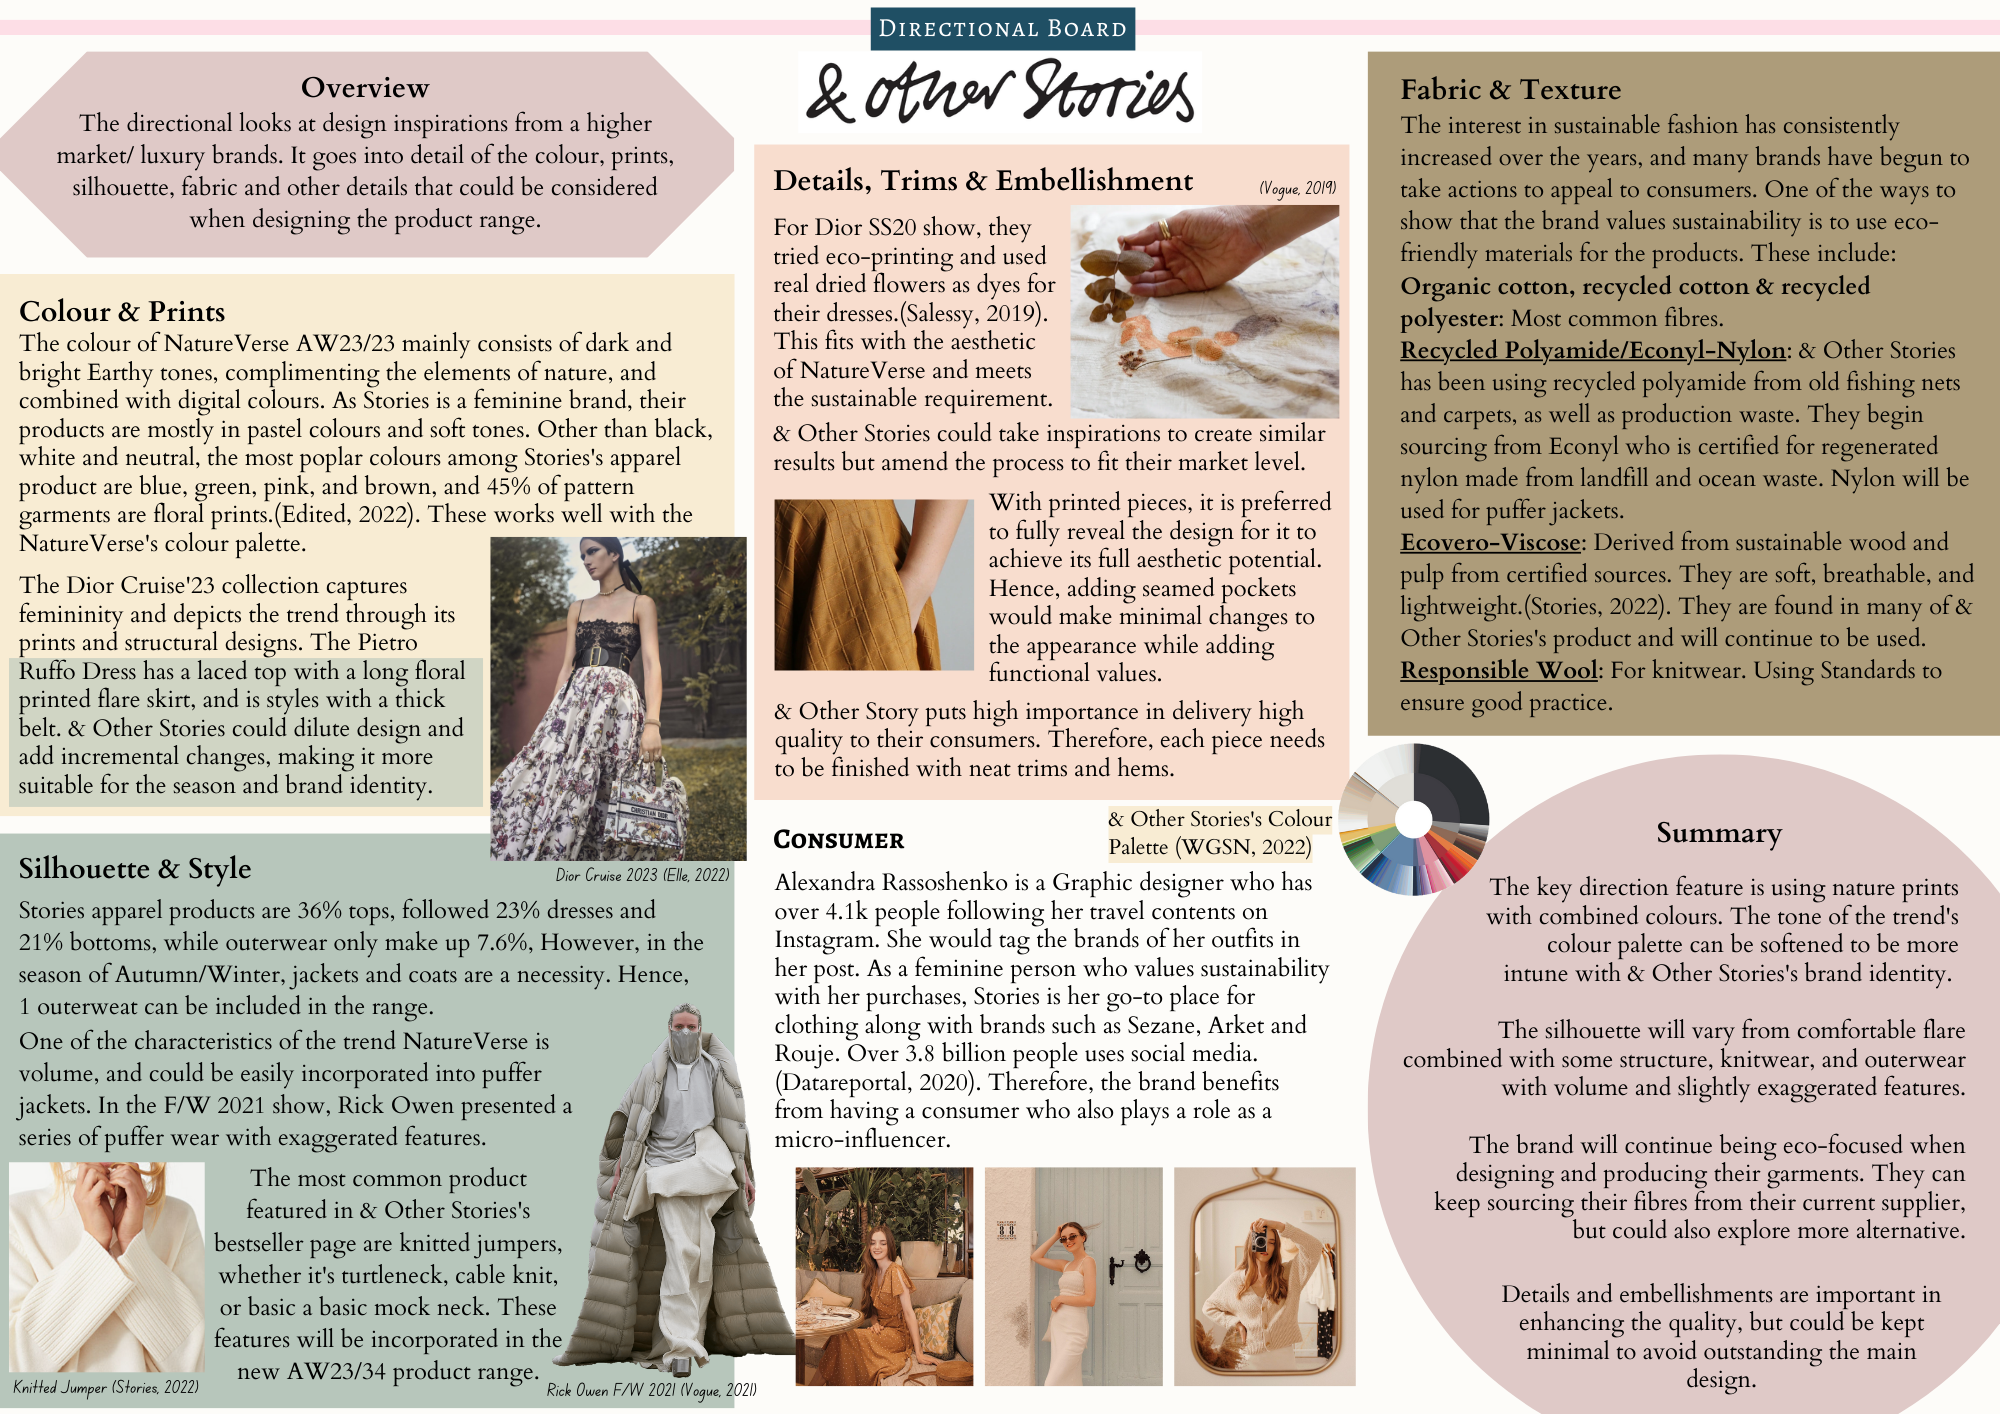 Directional Board
& other Stories
Overview
The directional looks at design inspirations from a higher
market/ luxury brands. It goes into detail of the colour, prints,
silhouette, fabric and other details that could be considered
when designing the product range.
Colour & Prints
The colour of NatureVerse AW23/23 mainly consists of dark and
bright Earthy tones, complimenting the elements of nature, and
combined with digital colours. As Stories is a feminine brand, their
products are mostly in pastel colours and soft tones. Other than black,
white and neutral, the most poplar colours among Stories's apparel
product are blue, green, pink, and brown, and 45% of pattern
garments are floral prints.(Edited, 2022). These works well with the
NatureVerse's colour palette.
The Dior Cruise'23 collection captures
femininity and depicts the trend through its
prints and structural designs. The Pietro
Ruffo Dress has a laced top with a long floral
printed flare skirt, and is styles with a thick
belt. & Other Stories could dilute design and
add incremental changes, making it more
suitable for the season and brand identity.
CHRISTIAN DIOR
Dior Cruise 2023 (Elle, 2022)
Silhouette & Style
Stories apparel products are 36% tops, followed 23% dresses and
21% bottoms, while outerwear only make up 7.6%, However, in the
season of Autumn/Winter, jackets and coats are a necessity. Hence,
1 outerweat can be included in the range.
One of the characteristics of the trend NatureVerse is
volume, and could be easily incorporated into puffer
jackets. In the F/W 2021 show, Rick Owen presented a
series of puffer wear with exaggerated features.
The most common product
featured in & Other Stories's
bestseller page are knitted jumpers,
whether it's turtleneck, cable knit,
or basic a basic mock neck. These
features will be incorporated in the
new AW23/34 product range.
Knitted Jumper (Stories, 2022)
Rick Owen F/W 2021 (Vogue, 2021)
Details, Trims & Embellishment
(Vogue, 2019)
For Dior SS20 show, they
tried eco-printing and used
real dried flowers as dyes for
their dresses.(Salessy, 2019).
This fits with the aesthetic
of NatureVerse and meets
the sustainable requirement.
& Other Stories could take inspirations to create similar
results but amend the process to fit their market level.
With printed pieces, it is preferred
to fully reveal the design for it to
achieve its full aesthetic potential.
Hence, adding seamed pockets
would make minimal changes to
the appearance while adding
functional values.
& Other Story puts high importance in delivery high
quality to their consumers. Therefore, each piece needs
to be finished with neat trims and hems.
Consumer
& Other Stories's Colour
Palette (WGSN, 2022)
Alexandra Rassoshenko is a Graphic designer who has
over 4.1k people following her travel contents on
Instagram. She would tag the brands of her outfits in
her post. As a feminine person who values sustainability
with her purchases, Stories is her go-to place for
clothing along with brands such as Sezane, Arket and
Rouje. Over 3.8 billion people uses social media.
(Datareportal, 2020). Therefore, the brand benefits
from having a consumer who also plays a role as a
micro-influencer.
88
Fabric & Texture
The interest in sustainable fashion has consistently
increased over the years, and many brands have begun to
take actions to appeal to consumers. One of the ways to
show that the brand values sustainability is to use eco-
friendly materials for the products. These include:
Organic cotton, recycled cotton & recycled
polyester: Most common fibres.
Recycled Polyamide/Econyl-Nylon: & Other Stories
has been using recycled polyamide from old fishing nets
and carpets, as well as production waste. They begin
sourcing from Econyl who is certified for regenerated
nylon made from landfill and ocean waste. Nylon will be
used for puffer jackets.
Ecovero-Viscose: Derived from sustainable wood and
pulp from certified sources. They are soft, breathable, and
lightweight.(Stories, 2022). They are found in many of &
Other Stories's product and will continue to be used.
Responsible Wool: For knitwear. Using Standards to
ensure good practice.
Summary
The key direction feature is using nature prints
with combined colours. The tone of the trend's
colour palette can be softened to be more
intune with & Other Stories's brand identity.
The silhouette will vary from comfortable flare
combined with some structure, knitwear, and outerwear
with volume and slightly exaggerated features.
The brand will continue being eco-focused when
designing and producing their garments. They can
keep sourcing their fibres from their current supplier,
but could also explore more alternative.
Details and embellishments are important in
enhancing the quality, but could be kept
minimal to avoid outstanding the main
design.